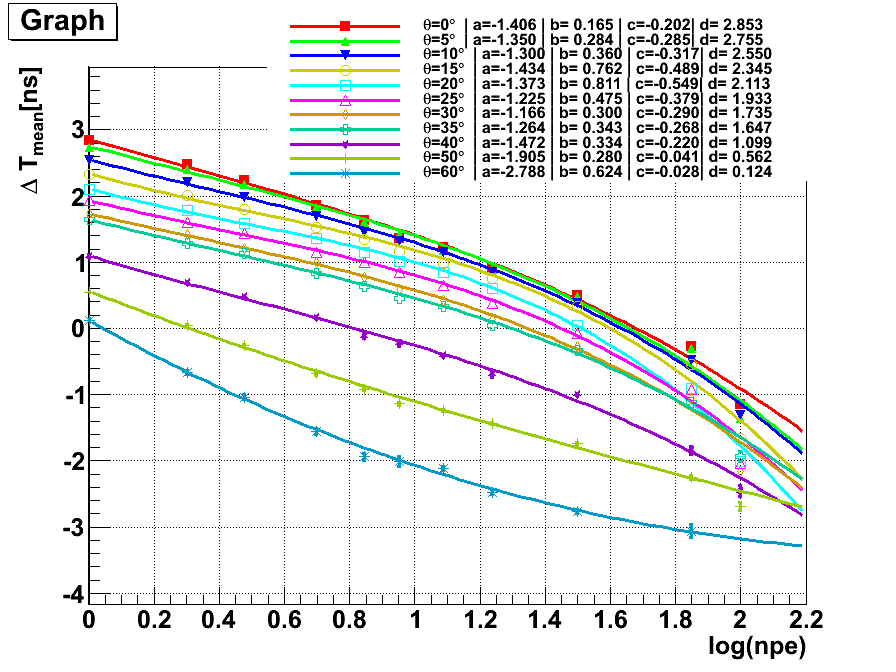 Graph
θ=0° | a=-1.406 | b= 0.165 | c=-0.202| d= 2.853
θ=5° | a=-1.350 | b= 0.284 | c=-0.285| d= 2.755
θ=10° | a=-1.300 | b= 0.360 | c=-0.317| d= 2.550
θ=15° | a=-1.434 | b= 0.762 | c=-0.489| d= 2.345
θ=20° | a=-1.373 | b= 0.811 | c=-0.549| d= 2.113
θ=25° | a=-1.225 | b= 0.475 | c=-0.379| d= 1.933
θ=30° | a=-1.166 | b= 0.300 | c=-0.290| d= 1.735
θ=35° | a=-1.264 | b= 0.343 | c=-0.268| d= 1.647
θ=40° | a=-1.472 | b= 0.334 | c=-0.220| d= 1.099
θ=50° | a=-1.905 | b= 0.280 | c=-0.041| d= 0.562
θ=60° | a=-2.788 | b= 0.624 | c=-0.028| d= 0.124
Δ Tmean[ns]
3
2
1
0
-1
-2
-3
-4
0 0.2 0.4 0.6 0.8 1 1.2 1.4 1.6 1.8 2 2.2
log(npe)